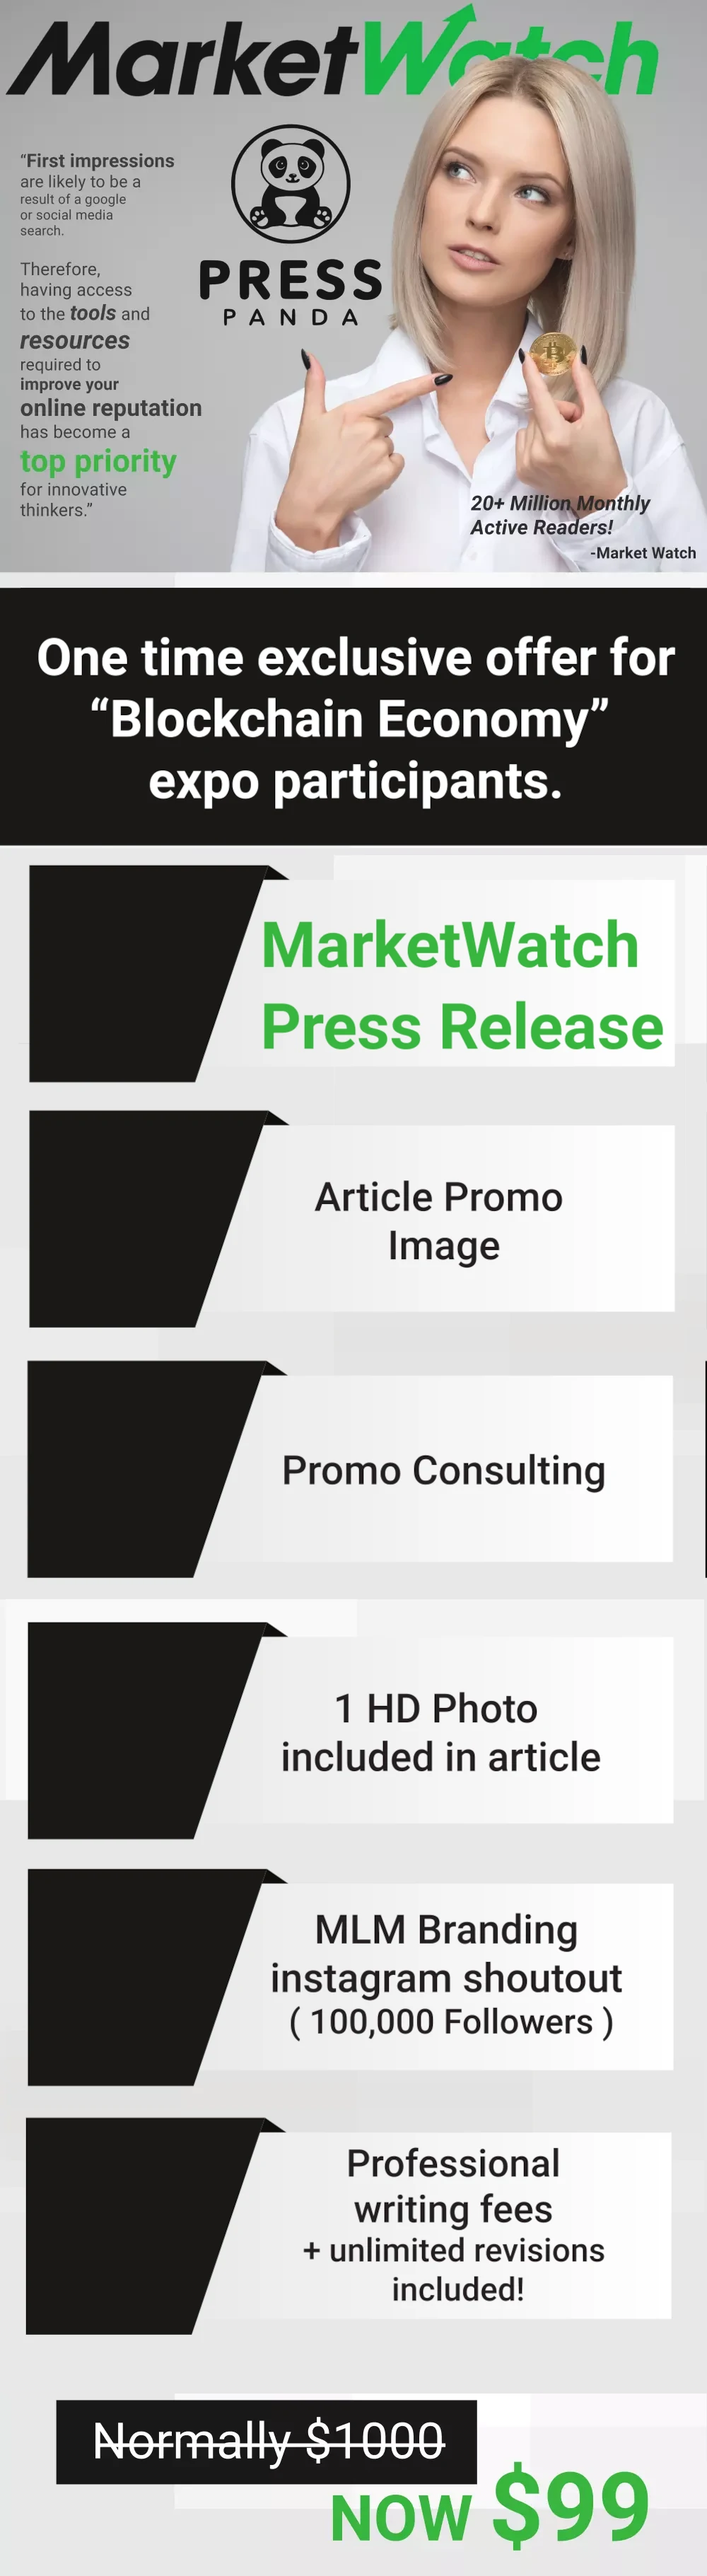 MarketWatch
“First impressions
are likely to be a
result of a google
or social media
search.
Therefore,
having access
to the tools and
resources
required to
improve your
online reputation
has become a
top priority
for innovative
thinkers.”
PRESS
PANDA
20+ Million Monthly
Active Readers!
-Market Watch
One time exclusive offer for
“Blockchain Economy”
expo participants.
MarketWatch
Press Release
Article Promo
Image
Promo Consulting
1 HD Photo
included in article
MLM Branding
instagram shoutout
( 100,000 Followers )
Professional
writing fees
+ unlimited revisions
included!
Normally $1000
NOW $99